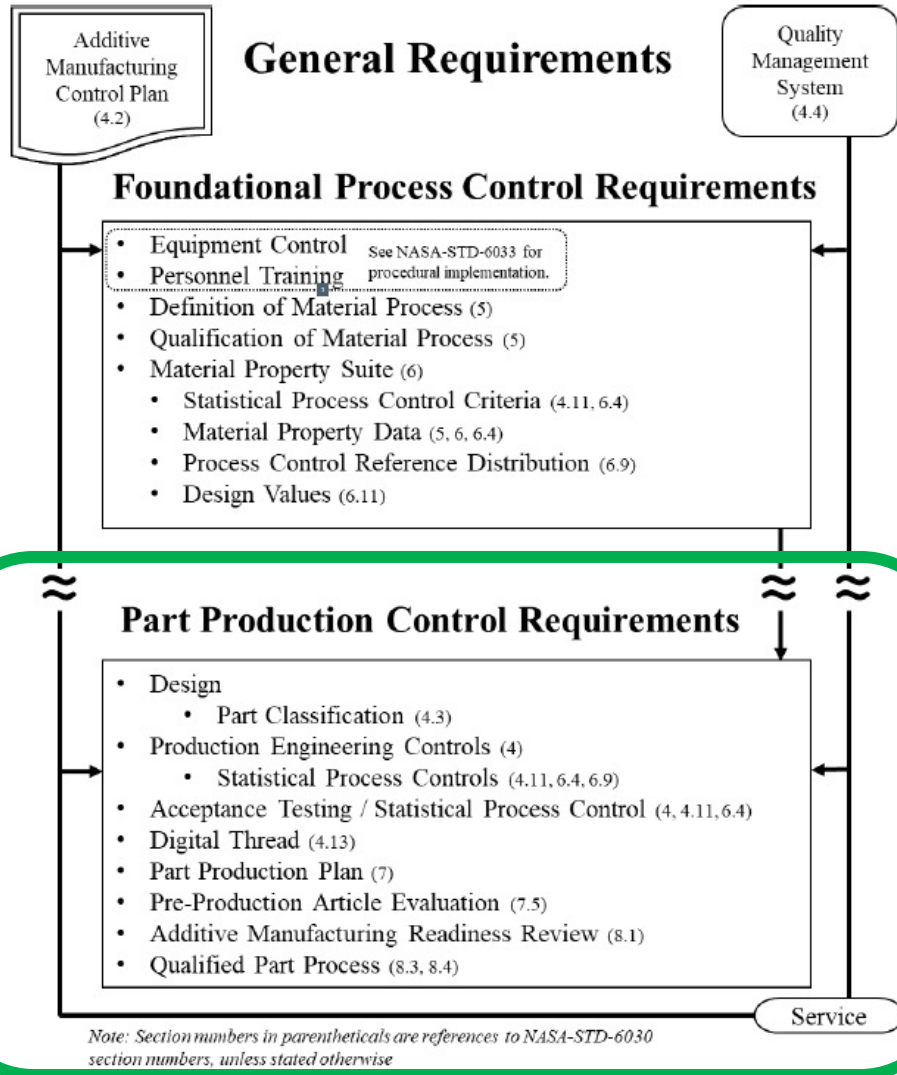 Additive
Manufacturing
Control Plan
(4.2)
General Requirements
Quality
Management
System
(4.4)
Foundational Process Control Requirements
• Equipment Control
• Personnel Training
See NASA-STD-6033 for
procedural implementation.
• Definition of Material Process (5)
• Qualification of Material Process (5)
• Material Property Suite (6)
• Statistical Process Control Criteria (4.11, 6.4)
• Material Property Data (5, 6, 6.4)
• Process Control Reference Distribution (6.9)
• Design Values (6.11)
≈ ≈ ≈
Part Production Control Requirements
• Design
• Part Classification (4.3)
• Production Engineering Controls (4)
• Statistical Process Controls (4.11, 6.4, 6.9)
• Acceptance Testing / Statistical Process Control (4, 4.11, 6.4)
• Digital Thread (4.13)
• Part Production Plan (7)
• Pre-Production Article Evaluation (7.5)
• Additive Manufacturing Readiness Review (8.1)
• Qualified Part Process (8.3, 8.4)
Service
Note: Section numbers in parentheticals are references to NASA-STD-6030
section numbers, unless stated otherwise